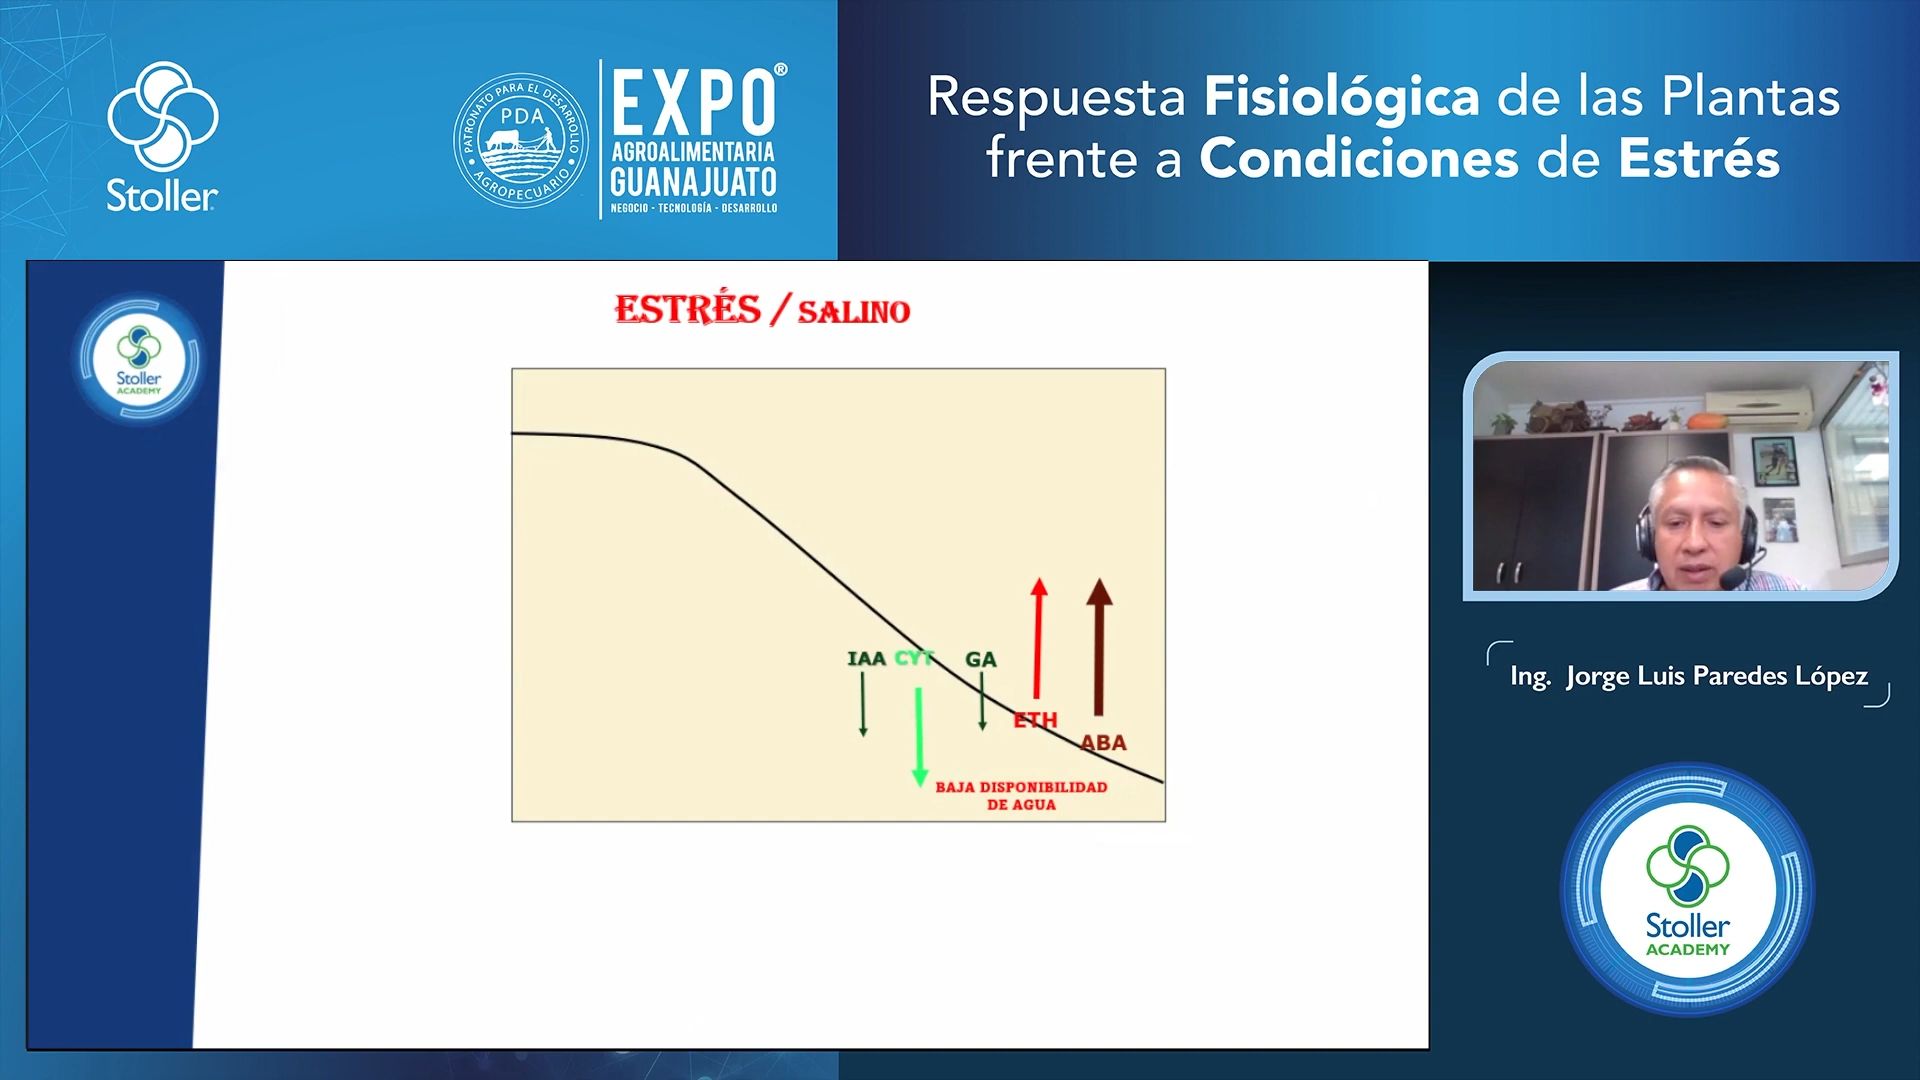 Stoller
PATRONATO PARA EL DESARROLLO
PDA
AGROPECUARIO
EXPO®
AGROALIMENTARIA
GUANAJUATO
NEGOCIO - TECNOLOGÍA - DESARROLLO
Respuesta Fisiológica de las Plantas
frente a Condiciones de Estrés
Stoller
ACADEMY
ESTRÉS / SALINO
IAA CYT GA
ETH
ABA
BAJA DISPONIBILIDAD
DE AGUA
Ing. Jorge Luis Paredes López
Stoller
ACADEMY